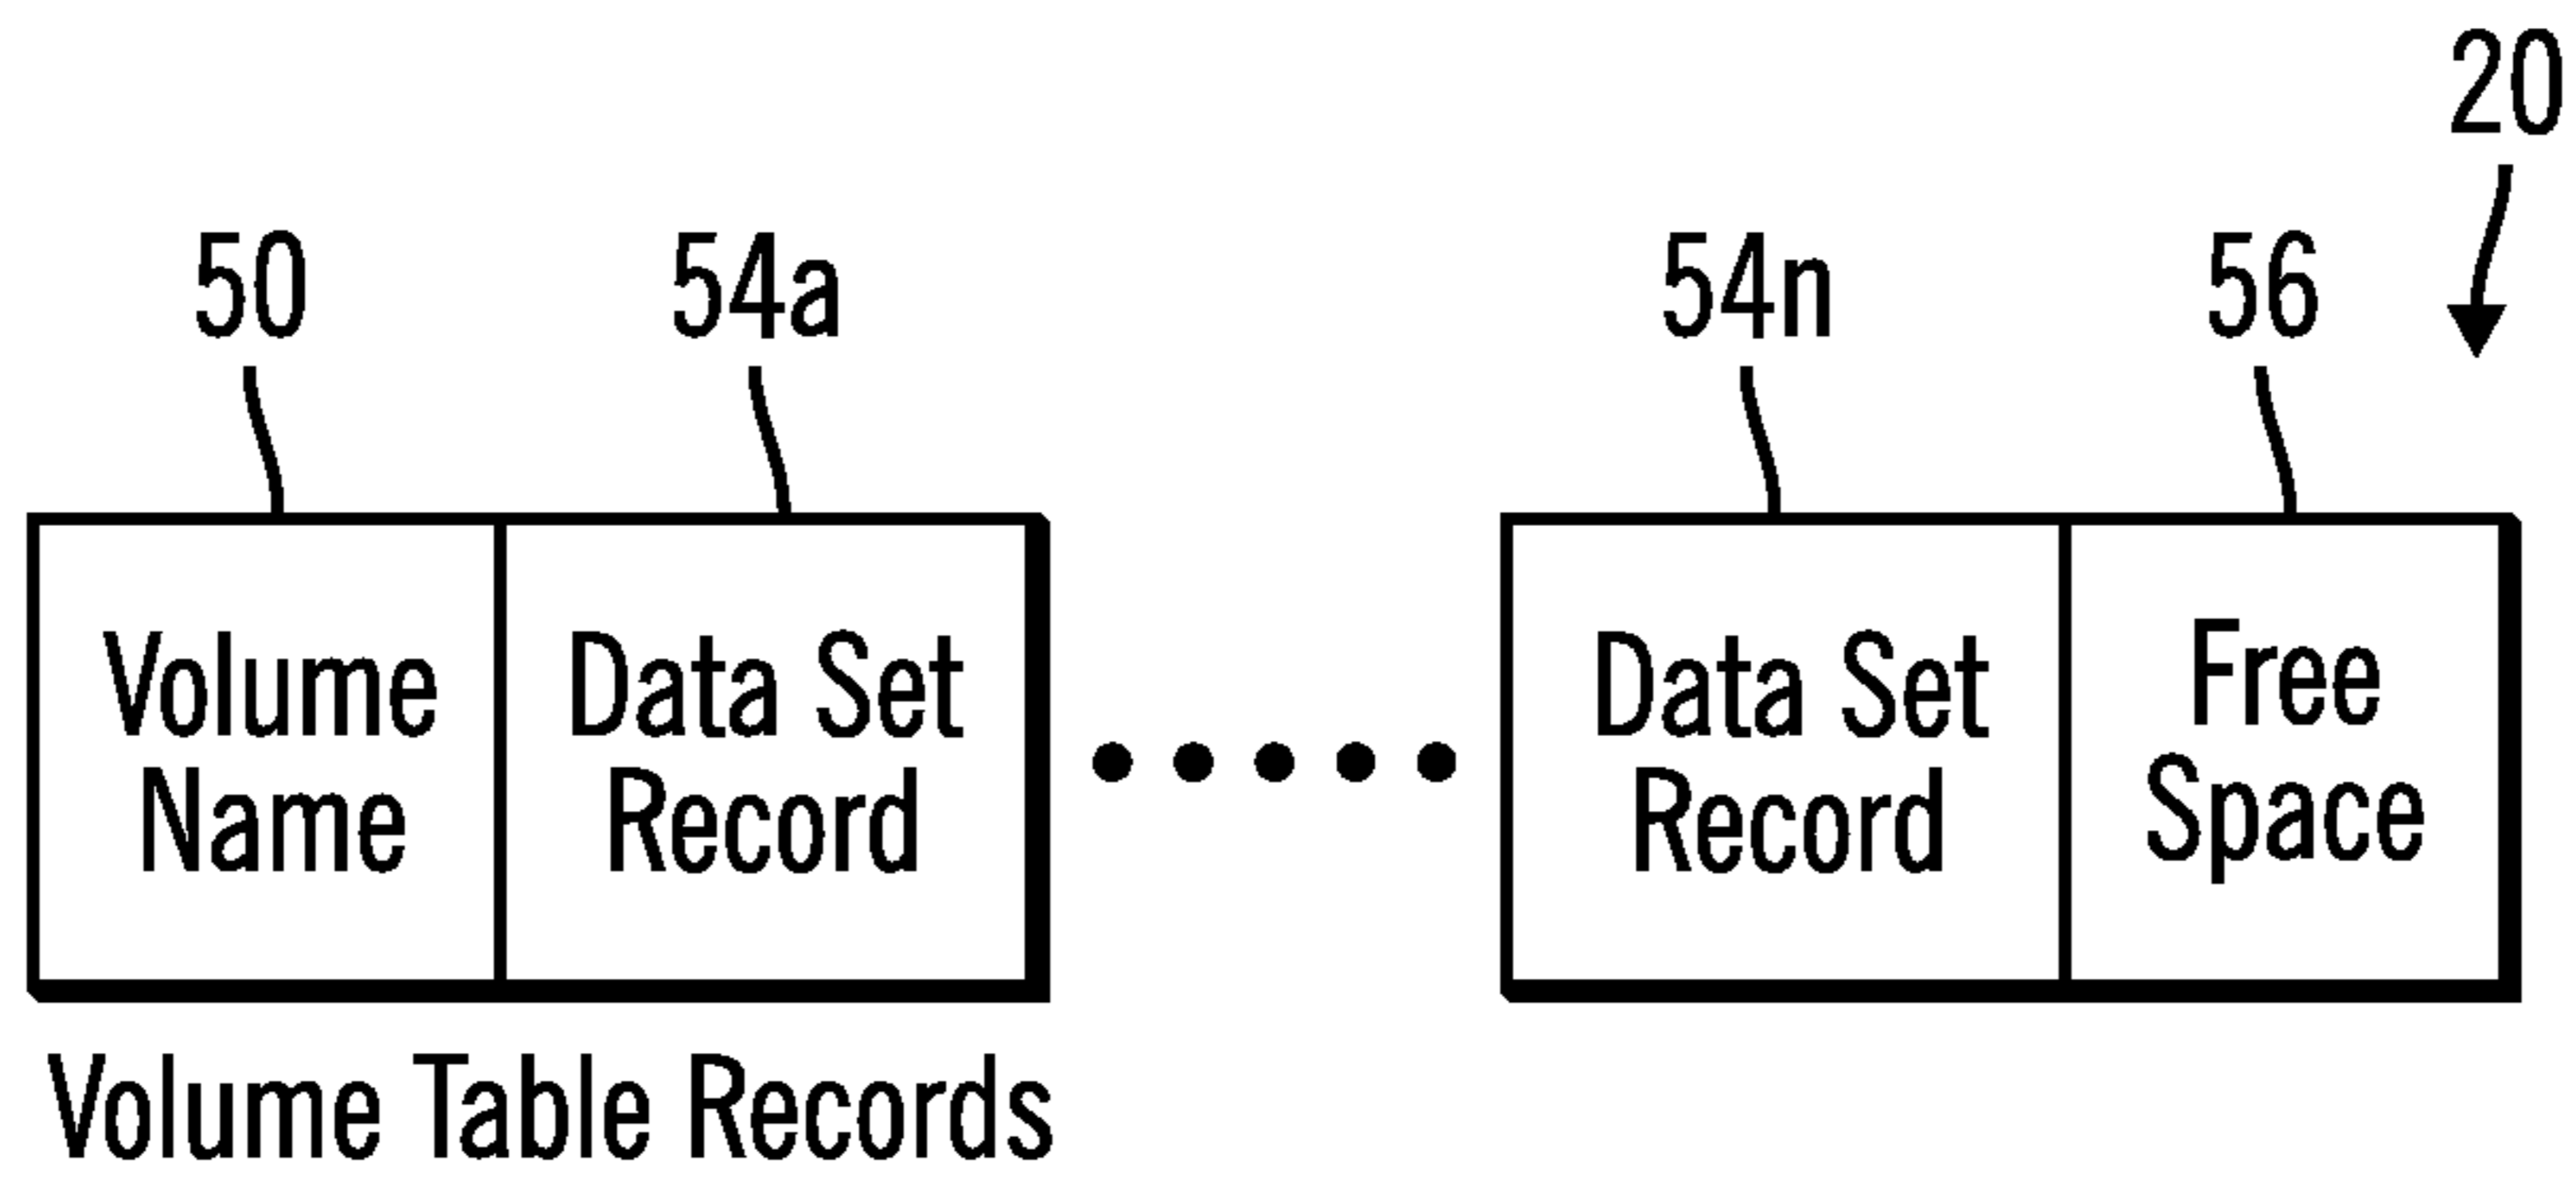 20
50
54a
54n
56
Volume
Name
Data Set
Record
Data Set
Record
Free
Space
Volume Table Records